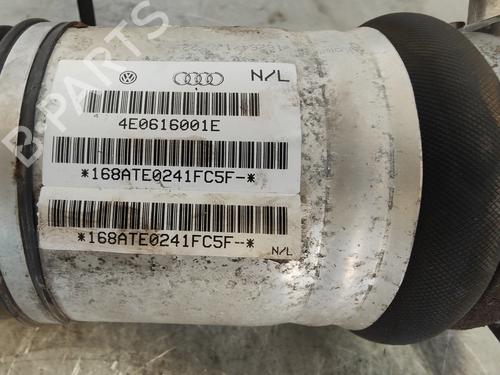 N/L
4E0616001E
*168ATE0241FC5F-*
*168ATE0241FC5F--*
N/L
B-PARTS